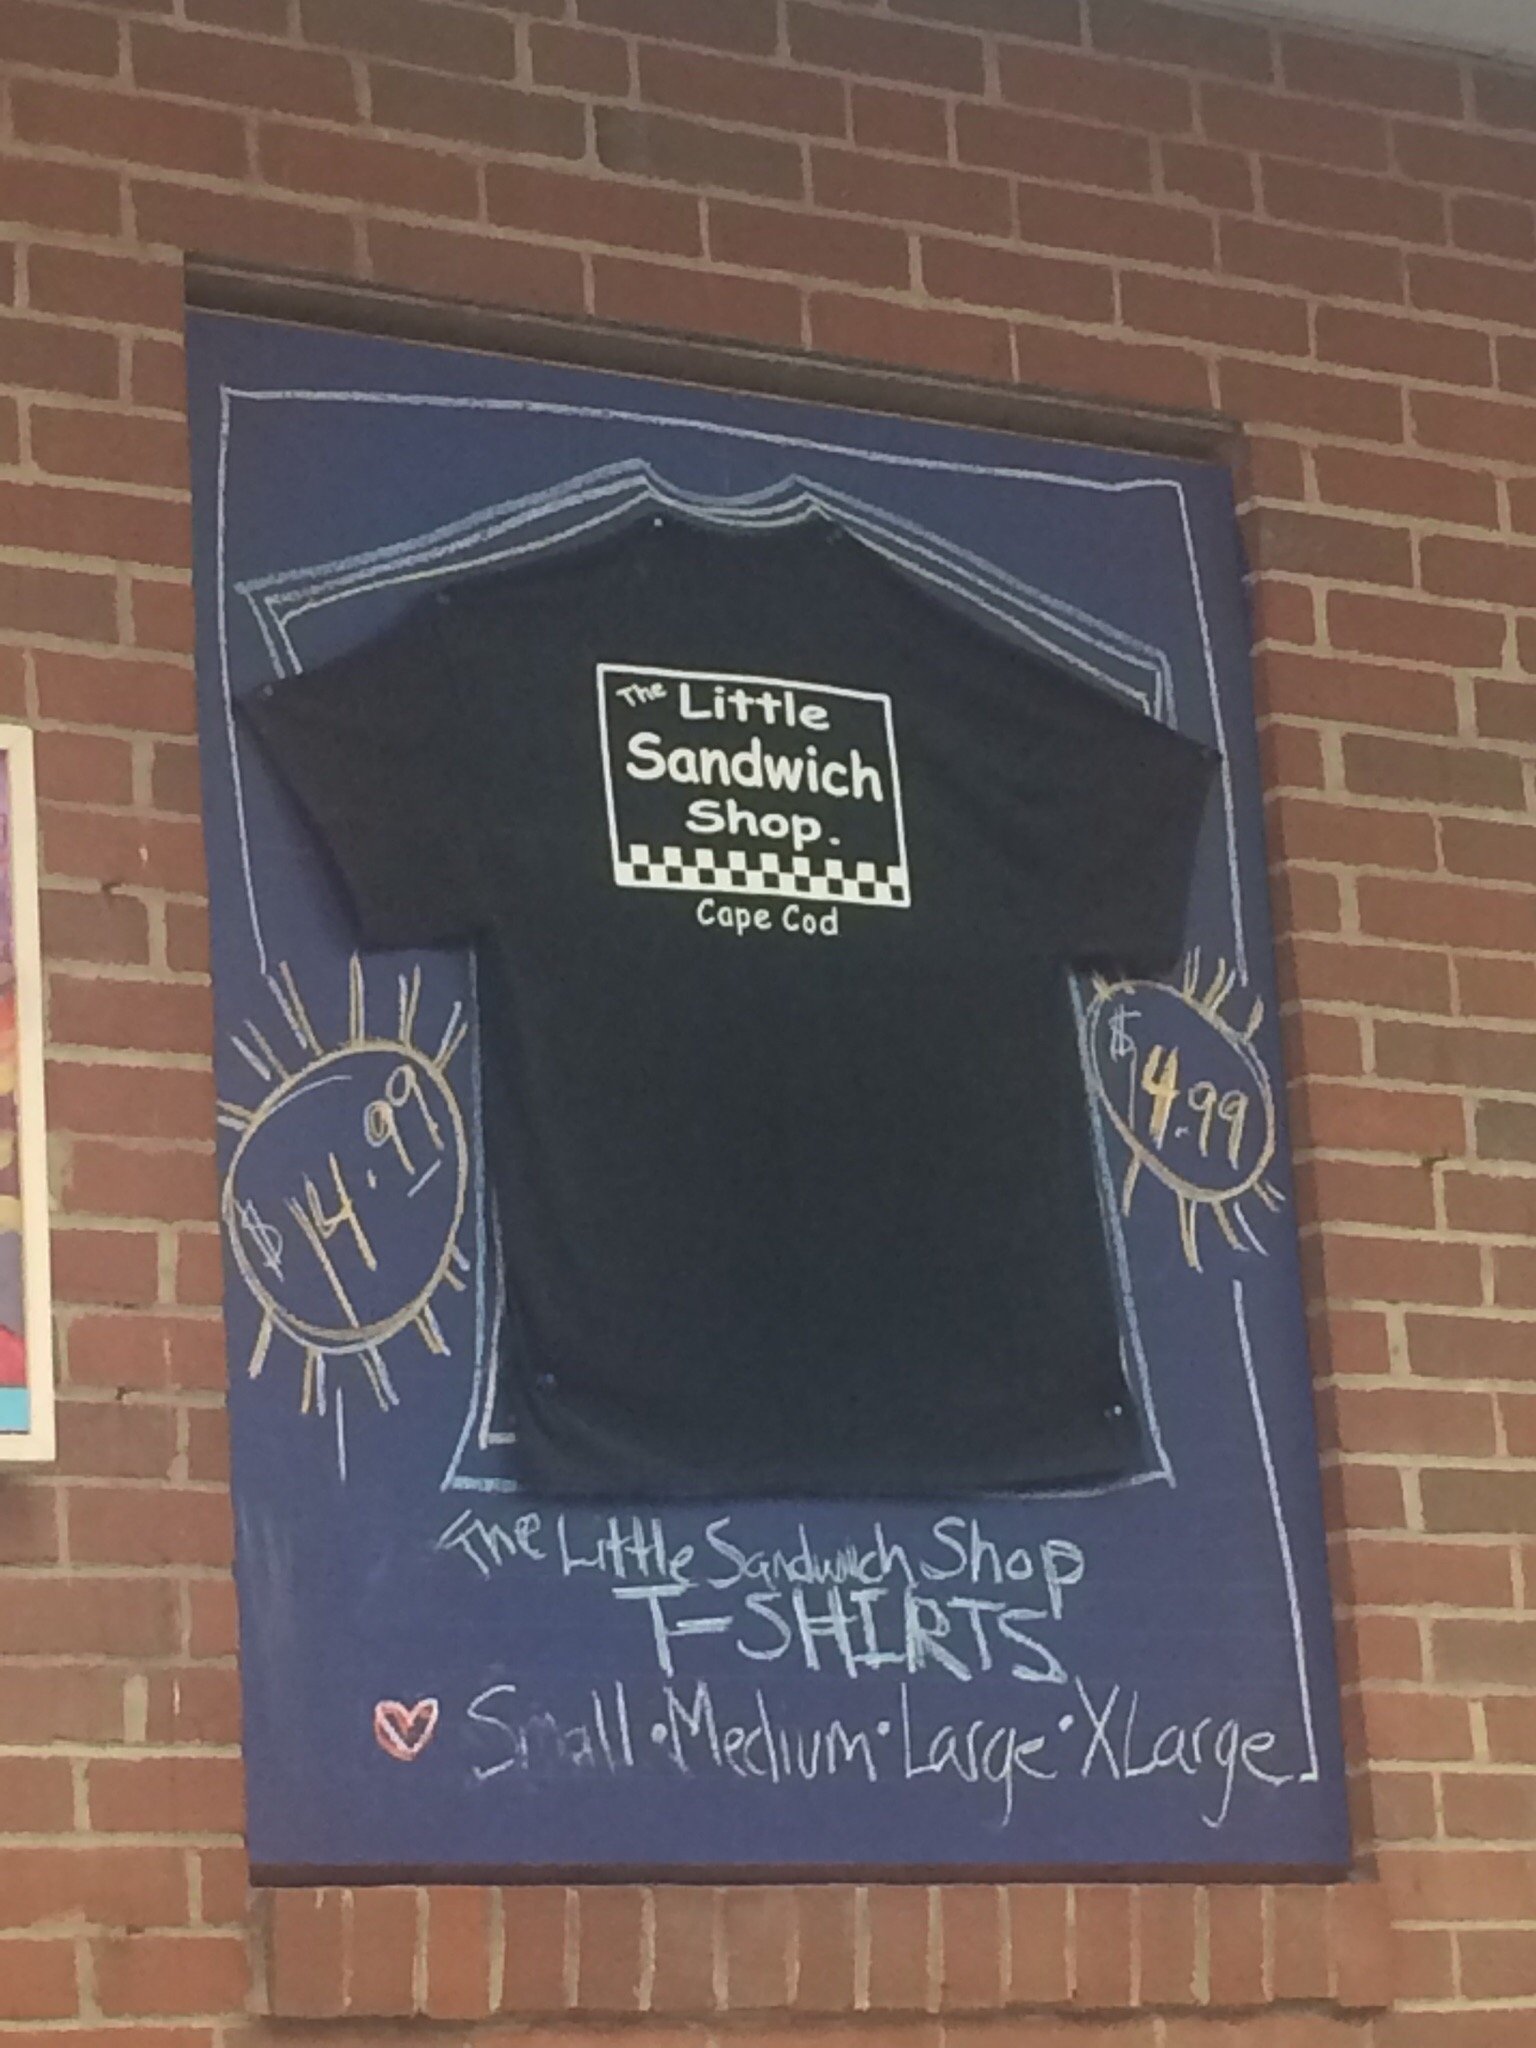 The Little
Sandwich
Shop.
Cape Cod
$14.99
$14.99
The Little Sandwich Shop
T-SHIRTS
Small • Medium • Large • XLarge